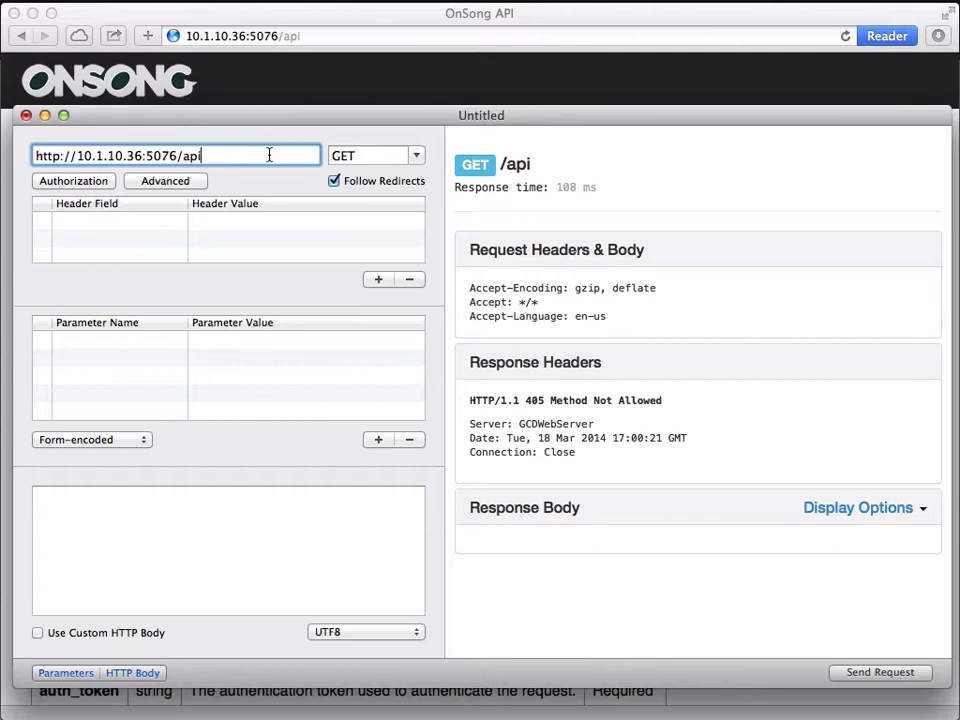 OnSong API
10.1.10.36:5076/api
Reader
ONSONG
Untitled
http://10.1.10.36:5076/api
GET
Authorization
Advanced
Follow Redirects
Header Field
Header Value
+
−
Parameter Name
Parameter Value
Form-encoded
+
−
Use Custom HTTP Body
UTF8
Parameters
HTTP Body
GET /api
Response time: 108 ms
Request Headers & Body
Accept-Encoding: gzip, deflate
Accept: */*
Accept-Language: en-us
Response Headers
HTTP/1.1 405 Method Not Allowed
Server: GCDWebServer
Date: Tue, 18 Mar 2014 17:00:21 GMT
Connection: Close
Response Body
Display Options
Send Request
auth_token string The authentication token used to authenticate the request. Required